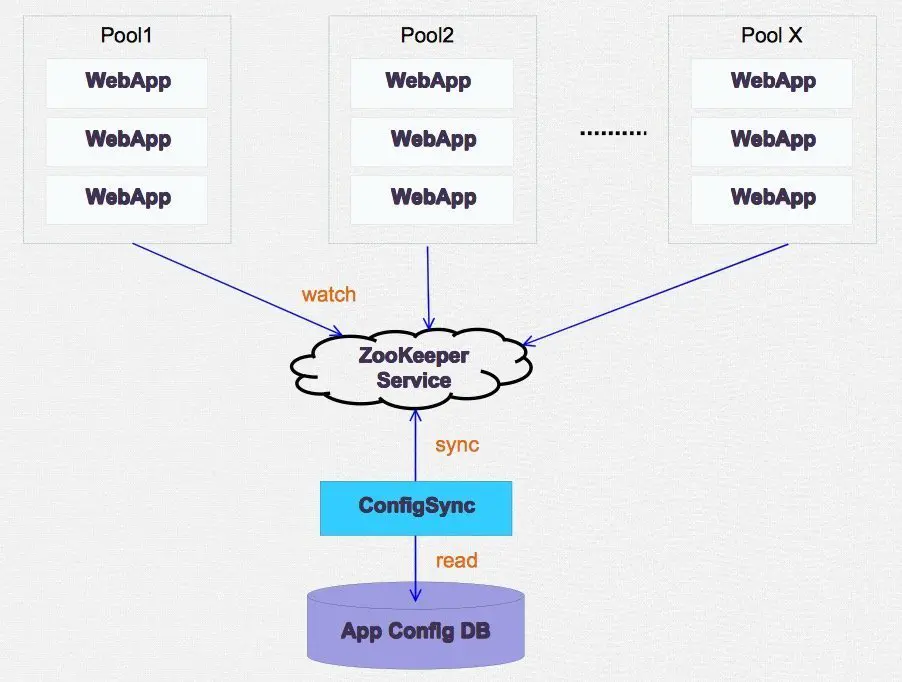 Pool1
WebApp
WebApp
WebApp
Pool2
WebApp
WebApp
WebApp
..........
Pool X
WebApp
WebApp
WebApp
watch
ZooKeeper
Service
sync
ConfigSync
read
App Config DB